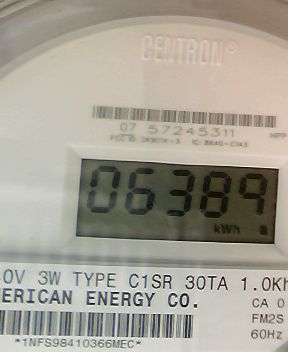 CENTRON®
07 57245311
06389
kWh
0V 3W TYPE C1SR 30TA 1.0Kh
ERICAN ENERGY CO.
CA 0
FM2S
60Hz
*1NFS98410366MEC*